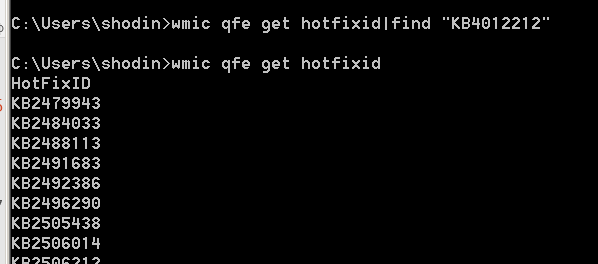 C:\Users\shodin>wmic qfe get hotfixid|find "KB4012212"
C:\Users\shodin>wmic qfe get hotfixid
HotFixID
KB2479943
KB2484033
KB2488113
KB2491683
KB2492386
KB2496290
KB2505438
KB2506014
KB2506212